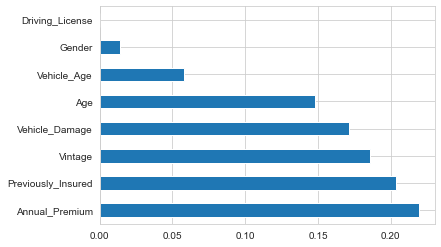 Driving_License
Gender
Vehicle_Age
Age
Vehicle_Damage
Vintage
Previously_Insured
Annual_Premium
0.00 0.05 0.10 0.15 0.20